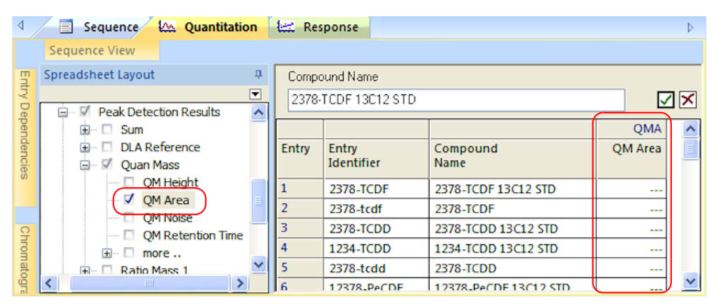 Sequence Quantitation Response
Sequence View
Entry Dependencies
Chromatogra
Spreadsheet Layout
Peak Detection Results
Sum
DLA Reference
Quan Mass
QM Height
QM Area
QM Noise
QM Retention Time
more ..
Ratio Mass 1
Compound Name
2378-TCDF 13C12 STD
QMA
Entry Entry Compound QM Area
Identifier Name
1 2378-TCDF 2378-TCDF 13C12 STD ---
2 2378-tcdf 2378-TCDF ---
3 2378-TCDD 2378-TCDD 13C12 STD ---
4 1234-TCDD 1234-TCDD 13C12 STD ---
5 2378-tcdd 2378-TCDD ---
6 12378-PeCDF 12378-PeCDF 13C12 STD ---